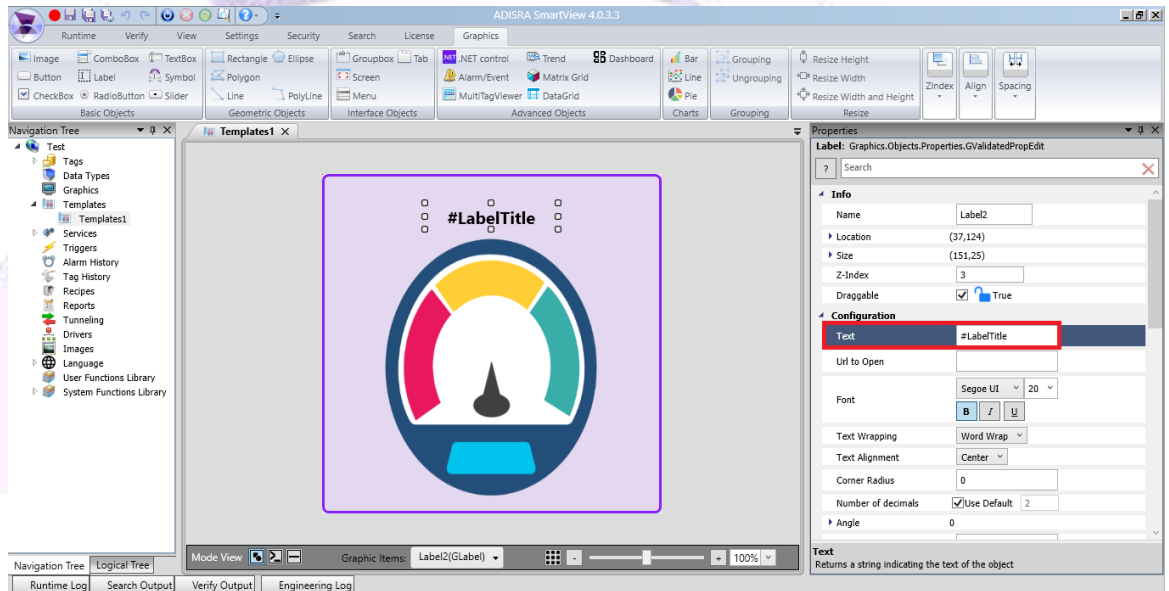 ADISRA SmartView 4.0.3.3
Runtime Verify View Settings Security Search License Graphics
Image ComboBox TextBox Rectangle Ellipse Groupbox Tab .NET control Trend Dashboard Bar Grouping Resize Height
Button Label Symbol Polygon Screen Alarm/Event Matrix Grid Line Ungrouping Resize Width
CheckBox RadioButton Slider Line PolyLine Menu MultiTagViewer DataGrid Pie Resize Width and Height
ZIndex Align Spacing
Basic Objects Geometric Objects Interface Objects Advanced Objects Charts Grouping Resize
Navigation Tree
Test
Tags
Data Types
Graphics
Templates
Templates1
Services
Triggers
Alarm History
Tag History
Recipes
Reports
Tunneling
Drivers
Images
Language
User Functions Library
System Functions Library
Navigation Tree Logical Tree
Templates1
#LabelTitle
Mode View Graphic Items: Label2(GLabel) 100%
Properties
Label: Graphics.Objects.Properties.GValidatedPropEdit
? Search
Info
Name Label2
Location (37,124)
Size (151,25)
Z-Index 3
Draggable True
Configuration
Text #LabelTitle
Url to Open
Font Segoe UI 20
B I U
Text Wrapping Word Wrap
Text Alignment Center
Corner Radius 0
Number of decimals Use Default 2
Angle 0
Text
Returns a string indicating the text of the object
Runtime Log Search Output Verify Output Engineering Log